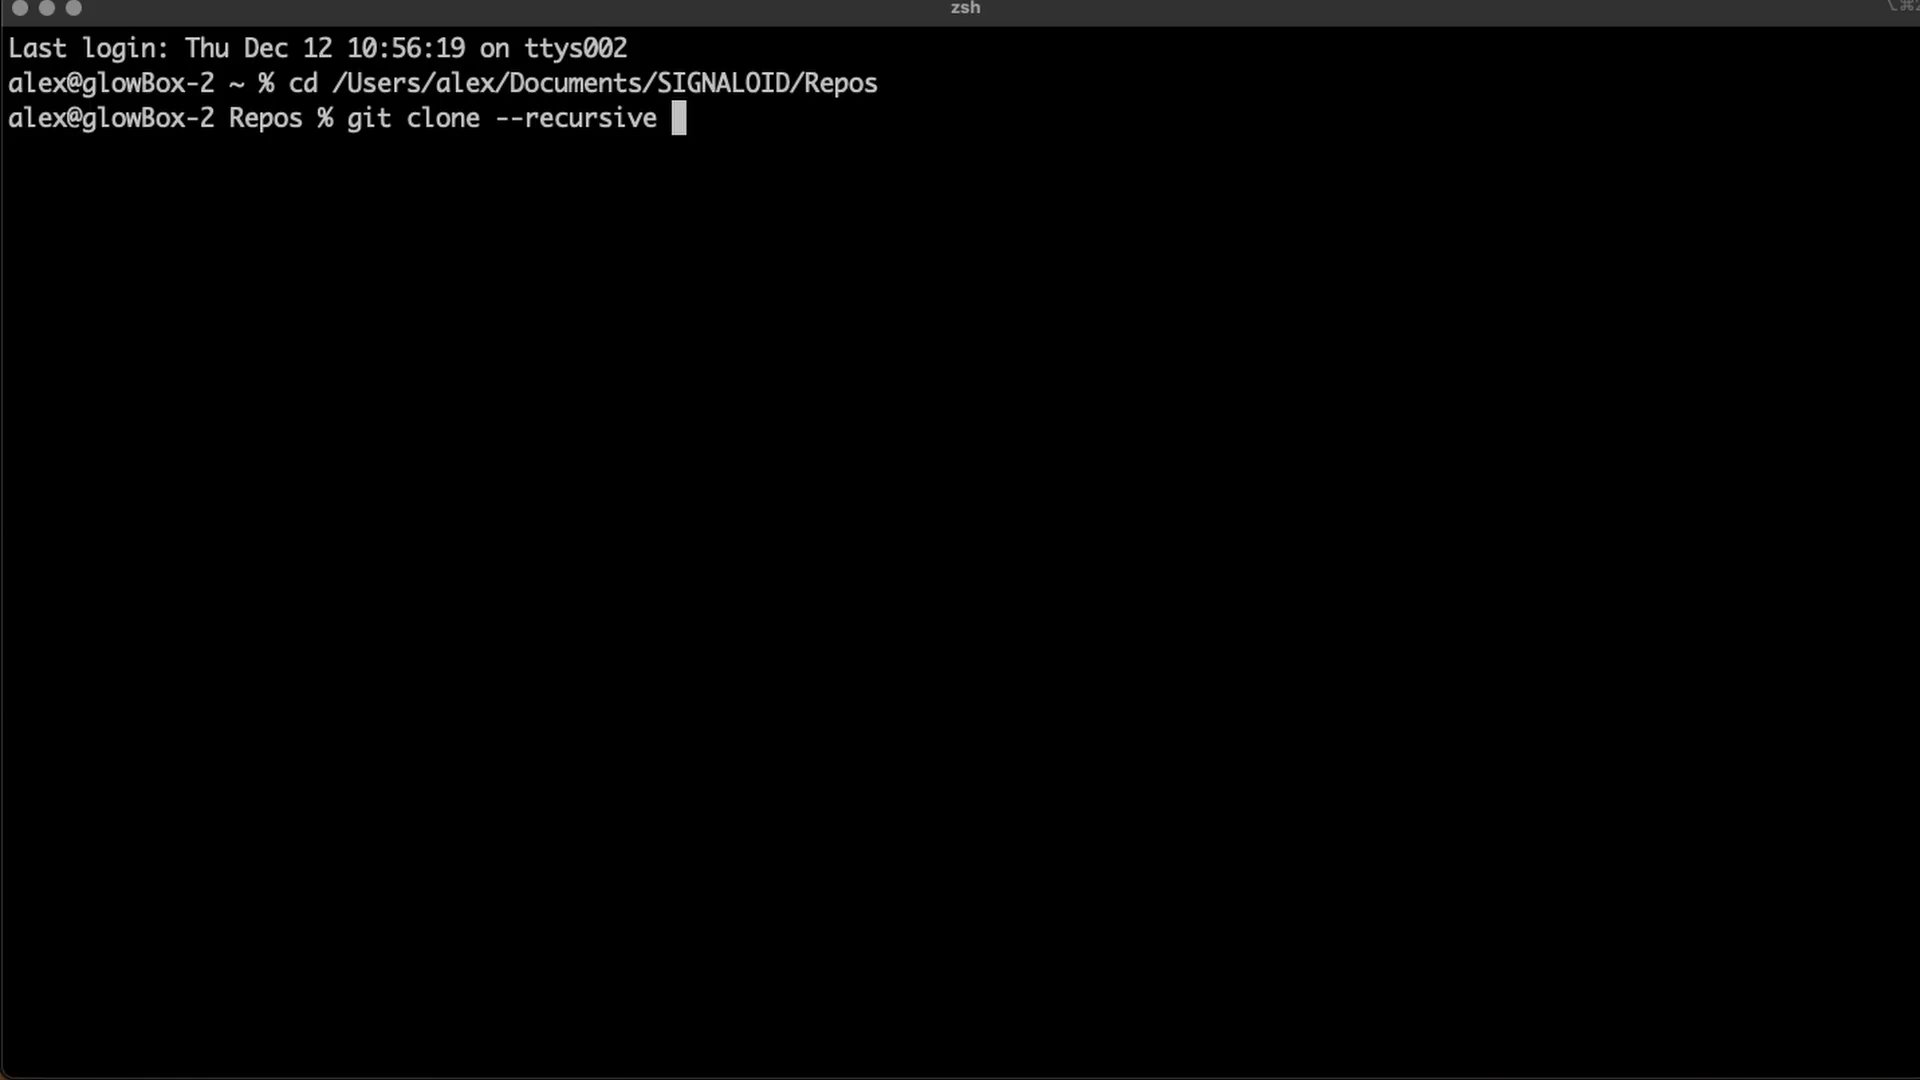 zsh
Last login: Thu Dec 12 10:56:19 on ttys002
alex@glowBox-2 ~ % cd /Users/alex/Documents/SIGNALOID/Repos
alex@glowBox-2 Repos % git clone --recursive